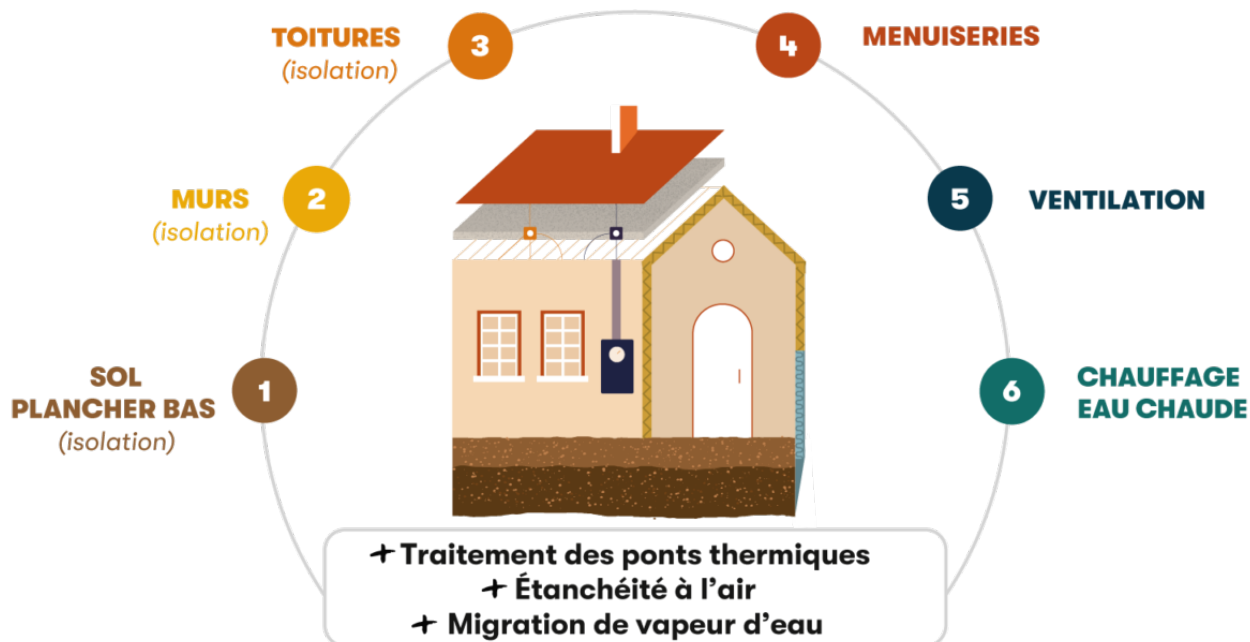 1
SOL
PLANCHER BAS
(isolation)
2
MURS
(isolation)
3
TOITURES
(isolation)
4
MENUISERIES
5
VENTILATION
6
CHAUFFAGE
EAU CHAUDE
+ Traitement des ponts thermiques
+ Étanchéité à l’air
+ Migration de vapeur d’eau